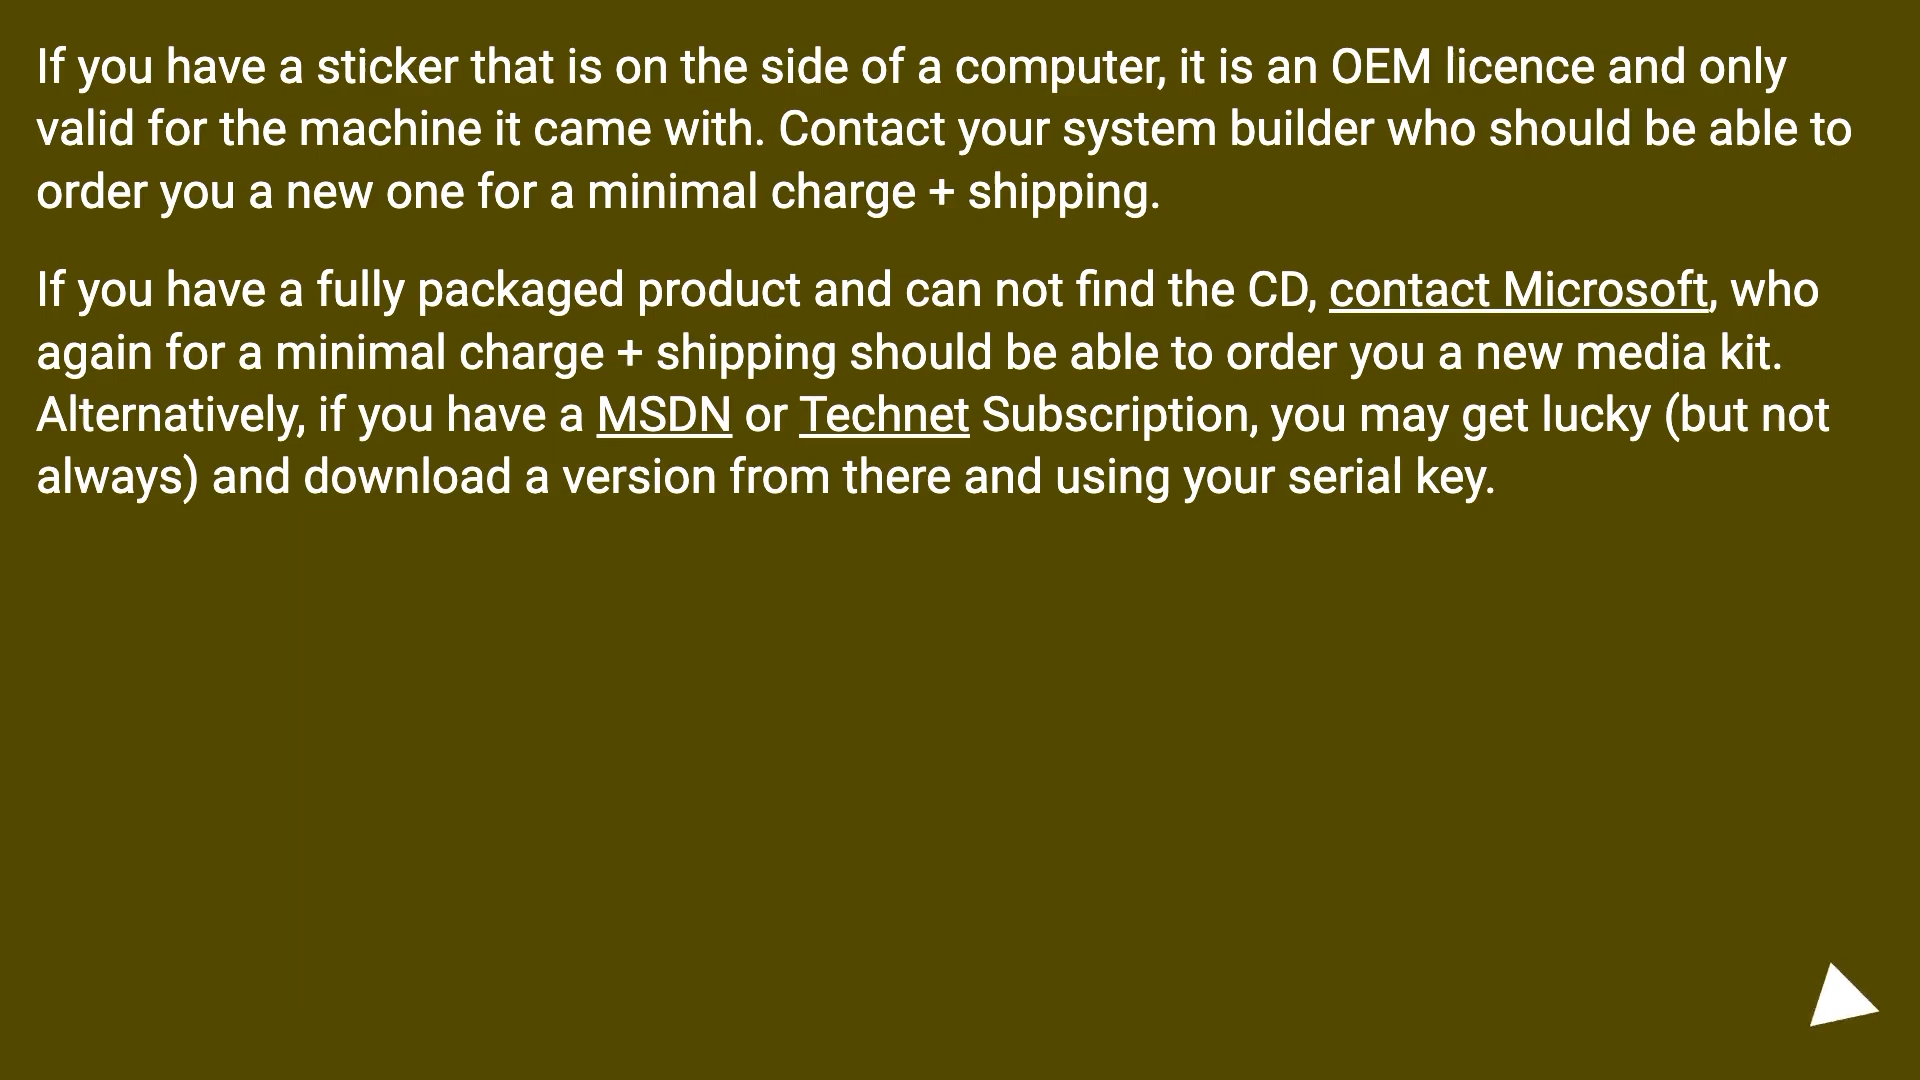 If you have a sticker that is on the side of a computer, it is an OEM licence and only
valid for the machine it came with. Contact your system builder who should be able to
order you a new one for a minimal charge + shipping.
If you have a fully packaged product and can not find the CD, contact Microsoft, who
again for a minimal charge + shipping should be able to order you a new media kit.
Alternatively, if you have a MSDN or Technet Subscription, you may get lucky (but not
always) and download a version from there and using your serial key.